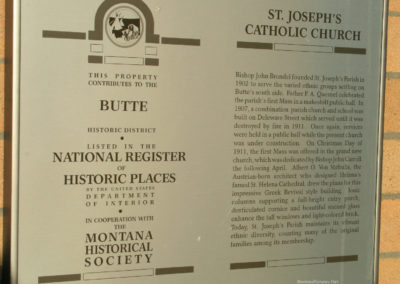 THIS PROPERTY
CONTRIBUTES TO THE
BUTTE
HISTORIC DISTRICT
LISTED IN THE
NATIONAL REGISTER
OF
HISTORIC PLACES
BY THE UNITED STATES
DEPARTMENT OF
INTERIOR
IN COOPERATION WITH
THE
MONTANA
HISTORICAL
SOCIETY
ST. JOSEPH'S
CATHOLIC CHURCH
Bishop John Brondel founded St. Joseph's Parish in
1902 to serve the varied ethnic groups settling on
Butte's south side. Father P. A. Quesnel celebrated
the parish's first Mass in a makeshift public hall. In
1907, a combination parish church and school was
built on Delaware Street which served until it was
destroyed by fire in 1911. Once again, services
were held in a public hall while the present church
was under construction. On Christmas Day of
1911, the first Mass was offered in the grand new
church, which was dedicated by Bishop John Carroll
the following April. Albert O. Von Herbulis, the
Austrian-born architect who designed Helena's
famed St. Helena Cathedral, drew the plans for this
impressive Greek Revival style building. Ionic
columns supporting a full-height entry porch,
denticulated cornice and beautiful stained glass
enhance the tall windows and light-colored brick.
Today, St. Joseph's Parish maintains its vibrant
ethnic diversity, counting many of the original
families among its membership.